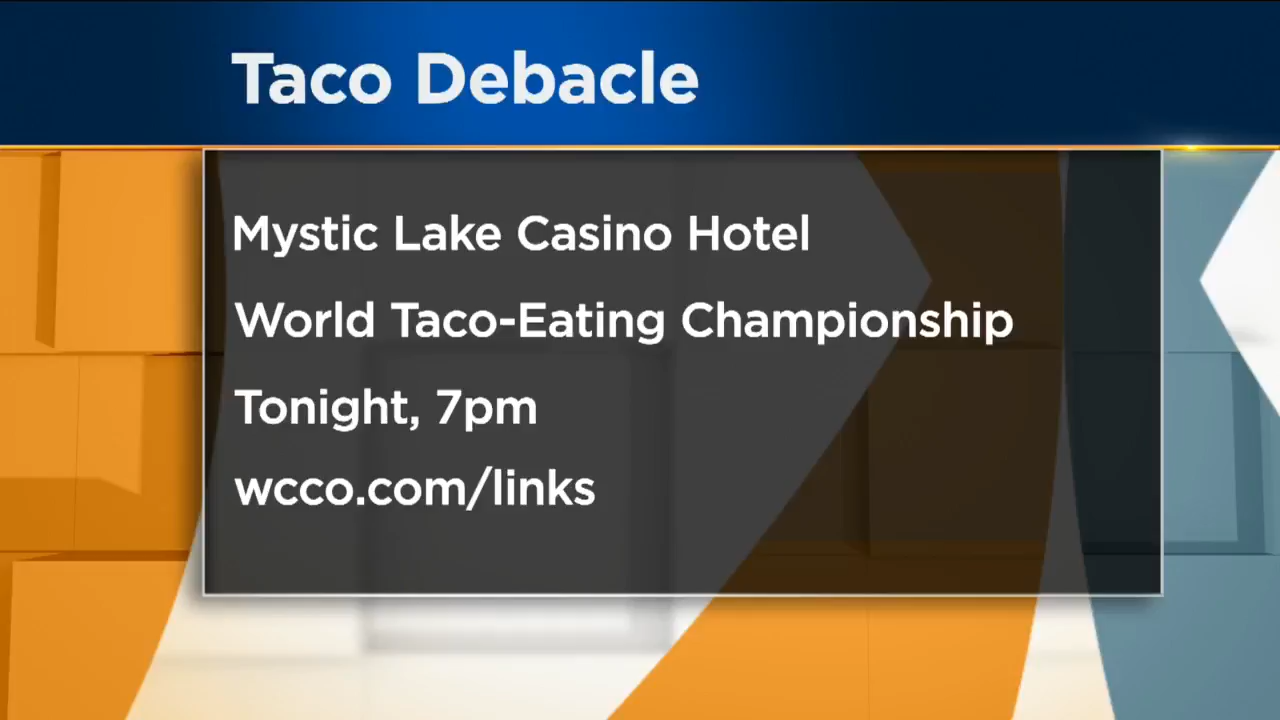 Taco Debacle
Mystic Lake Casino Hotel
World Taco-Eating Championship
Tonight, 7pm
wcco.com/links